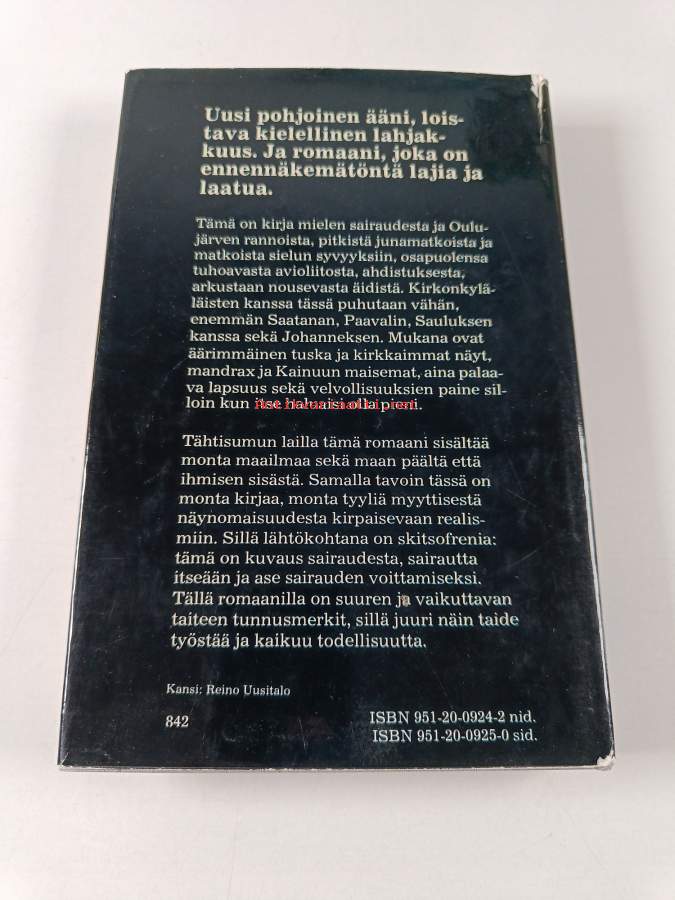 Uusi pohjoinen ääni, lois-
tava kielellinen lahjak-
kuus. Ja romaani, joka on
ennennäkemätöntä lajia ja
laatua.
Tämä on kirja mielen sairaudesta ja Oulu-
järven rannoista, pitkistä junamatkoista ja
matkoista sielun syvyyksiin, osapuolensa
tuhoavasta avioliitosta, ahdistuksesta,
arkustaan nousevasta äidistä. Kirkonkylä-
läisten kanssa tässä puhutaan vähän,
enemmän Saatanan, Paavalin, Sauluksen
kanssa sekä Johanneksen. Mukana ovat
äärimmäinen tuska ja kirkkaimmat näyt,
mandrax ja Kainuun maisemat, aina palaa-
va lapsuus sekä velvollisuuksien paine sil-
loin kun itse haluaisi olla pieni.
Tähtisumun lailla tämä romaani sisältää
monta maailmaa sekä maan päältä että
ihmisen sisästä. Samalla tavoin tässä on
monta kirjaa, monta tyyliä myyttisestä
näynomaisuudesta kirpaisevaan realis-
miin. Sillä lähtökohtana on skitsofrenia:
tämä on kuvaus sairaudesta, sairautta
itseään ja ase sairauden voittamiseksi.
Tällä romaanilla on suuren ja vaikuttavan
taiteen tunnusmerkit, sillä juuri näin taide
työstää ja kaikuu todellisuutta.
Kansi: Reino Uusitalo
842
ISBN 951-20-0924-2 nid.
ISBN 951-20-0925-0 sid.